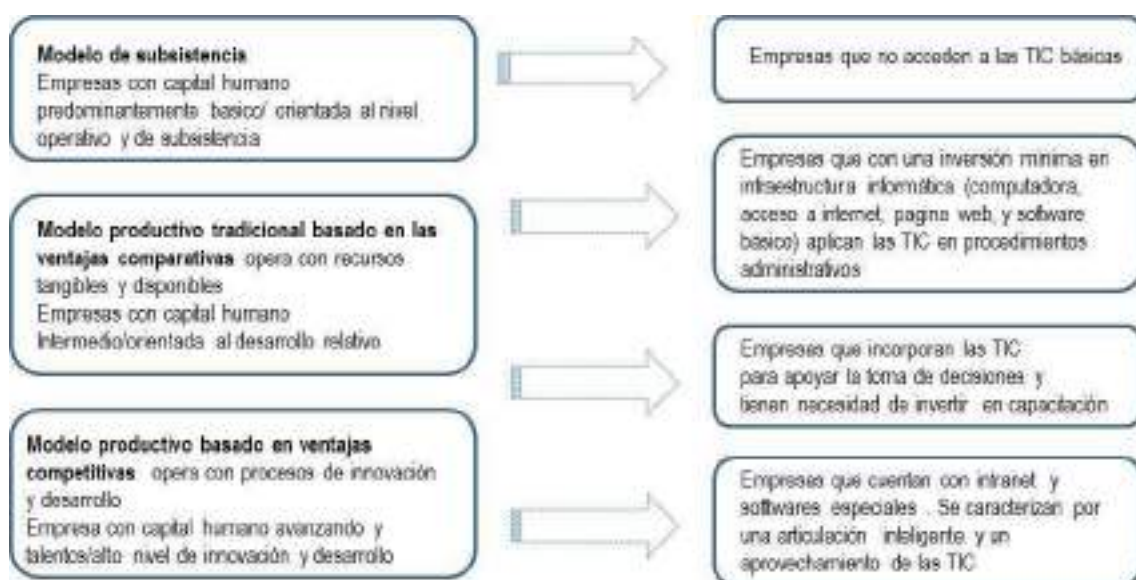 Modelo de subsistencia
Empresas con capital humano
predominantemente basico/ orientada al nivel
operativo y de subsistencia
Empresas que no acceden a las TIC básicas
Modelo productivo tradicional basado en las
ventajas comparativas opera con recursos
tangibles y disponibles
Empresas con capital humano
Intermedio/orientada al desarrollo relativo
Empresas que con una inversión mínima en
infraestructura informática (computadora,
acceso a internet, pagina web, y software
básico) aplican las TIC en procedimientos
administrativos
Empresas que incorporan las TIC
para apoyar la toma de decisiones y
tienen necesidad de invertir en capacitación
Modelo productivo basado en ventajas
competitivas opera con procesos de innovación
y desarrollo
Empresa con capital humano avanzando y
talentos/alto nivel de innovación y desarrollo
Empresas que cuentan con intranet y
softwares especiales . Se caracterizan por
una articulación inteligente y un
aprovechamiento de las TIC